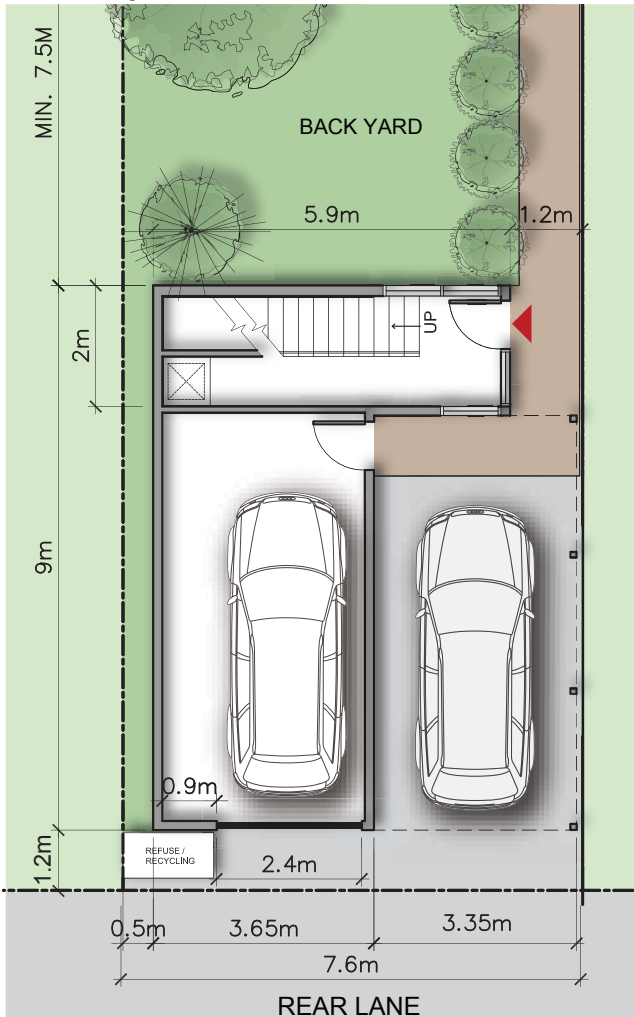 MIN. 7.5M
BACK YARD
5.9m
1.2m
2m
UP
9m
0.9m
REFUSE /
RECYCLING
1.2m
2.4m
0.5m
3.65m
3.35m
7.6m
REAR LANE